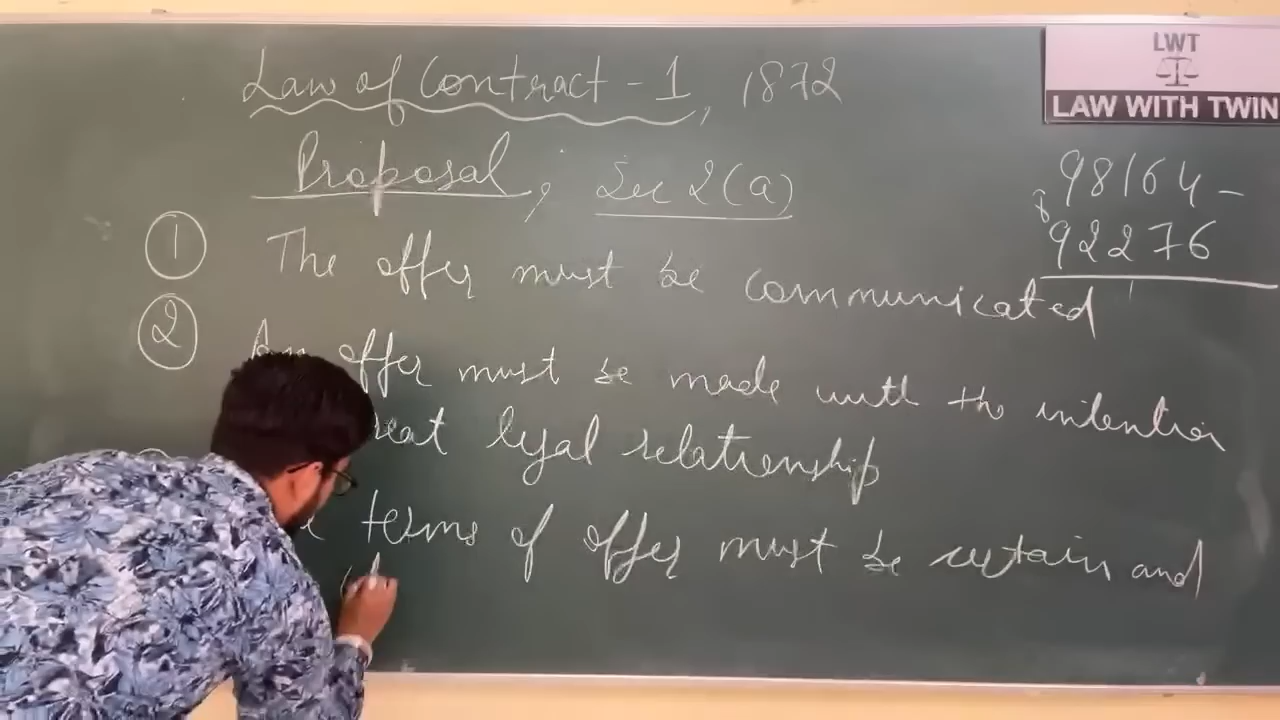 Law of Contract - 1, 1872
LWT
LAW WITH TWIN
Proposal, Sec 2(a)
98164-
92276
1 The offer must be communicated
2 An offer must be made with the intention
legal relationship
terms of offer must be certain and